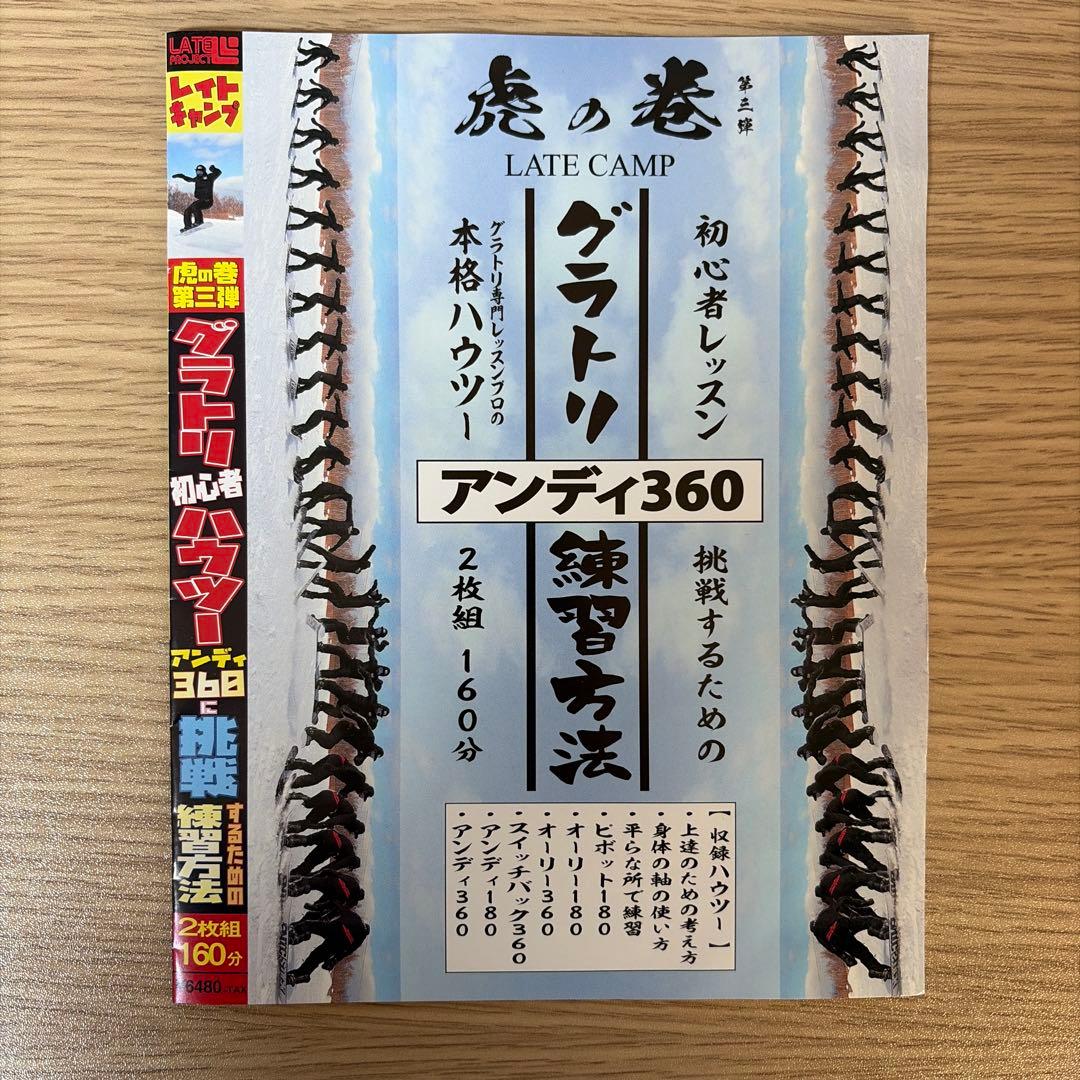 LATE
PROJECT
レイト
キャンプ
虎の巻
第三弾
グラトリ
初心者
ハウツー
アンディ
360
に
挑戦
するための
練習方法
2枚組
160分
¥6480+TAX
虎の巻
第三弾
LATE CAMP
初心者レッスン
グラトリ
グラトリ専門レッスンプロの
本格ハウツー
アンディ360
挑戦するための
練習方法
2枚組 160分
【収録ハウツー】
・上達のための考え方
・身体の軸の使い方
・平らな所で練習
・ピボット180
・オーリー180
・オーリー360
・スイッチバック360
・アンディ180
・アンディ360